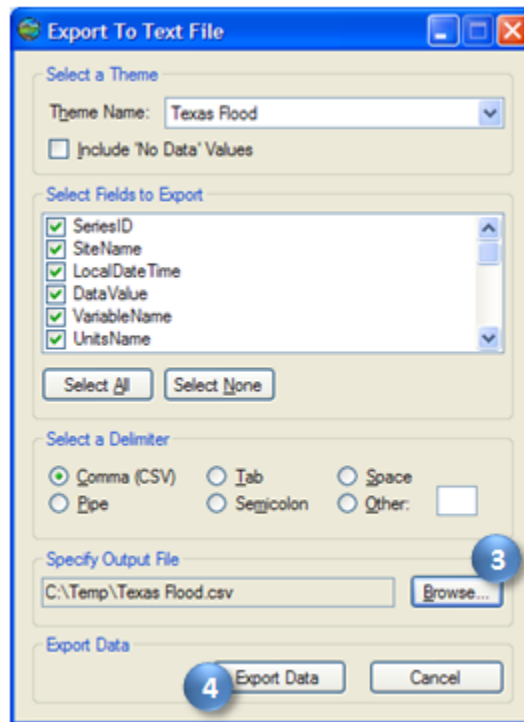 Export To Text File
Select a Theme
Theme Name: Texas Flood
Include 'No Data' Values
Select Fields to Export
SeriesID
SiteName
LocalDateTime
DataValue
VariableName
UnitsName
Select All Select None
Select a Delimiter
Comma (CSV) Tab Space
Pipe Semicolon Other:
Specify Output File
3
C:\Temp\Texas Flood.csv Browse...
Export Data
4 Export Data Cancel